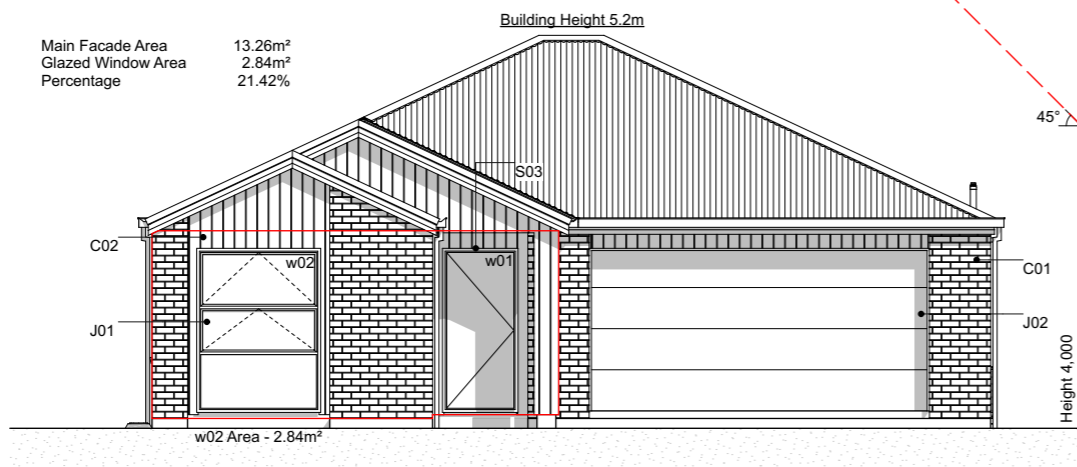 Building Height 5.2m
Main Facade Area 13.26m²
Glazed Window Area 2.84m²
Percentage 21.42%
45°
S03
C02
w02
w01
C01
J01
J02
Height 4,000
w02 Area - 2.84m²